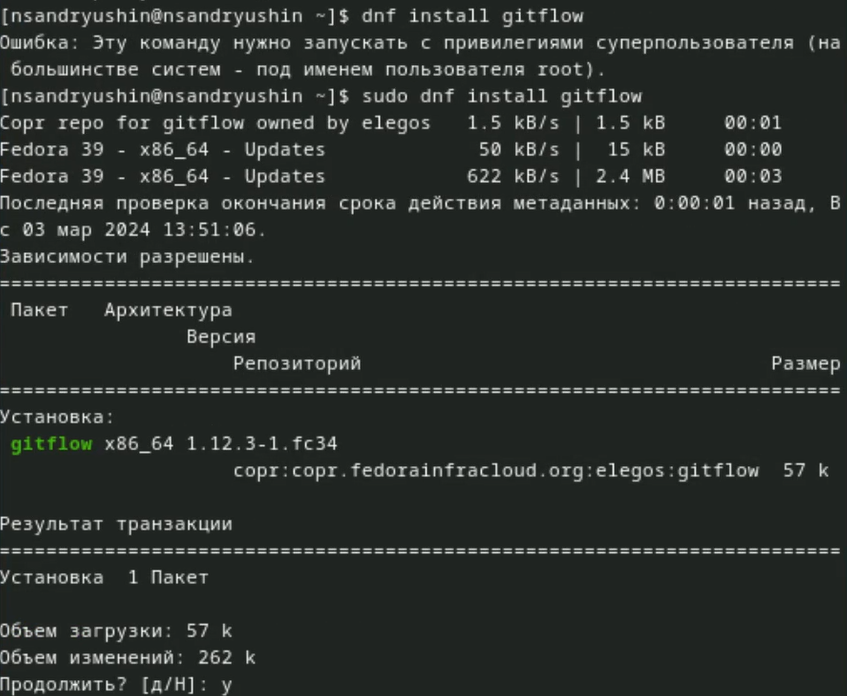 [nsandryushin@nsandryushin ~]$ dnf install gitflow
Ошибка: Эту команду нужно запускать с привилегиями суперпользователя (на
большинстве систем - под именем пользователя root).
[nsandryushin@nsandryushin ~]$ sudo dnf install gitflow
Copr repo for gitflow owned by elegos   1.5 kB/s | 1.5 kB     00:01
Fedora 39 - x86_64 - Updates             50 kB/s |  15 kB     00:00
Fedora 39 - x86_64 - Updates            622 kB/s | 2.4 MB     00:03
Последняя проверка окончания срока действия метаданных: 0:00:01 назад, В
с 03 мар 2024 13:51:06.
Зависимости разрешены.
========================================================================
Пакет   Архитектура
Версия
Репозиторий                                   Размер
========================================================================
Установка:
gitflow x86_64 1.12.3-1.fc34
copr:copr.fedorainfracloud.org:elegos:gitflow  57 k
Результат транзакции
========================================================================
Установка  1 Пакет
Объем загрузки: 57 k
Объем изменений: 262 k
Продолжить? [д/Н]: y